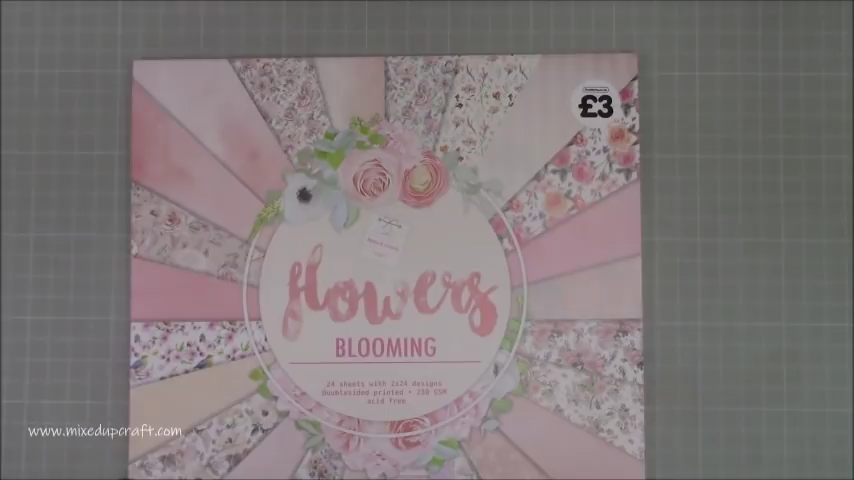 £3
flowers
BLOOMING
24 sheets with 2x24 designs
Doublesided printed • 230 GSM
acid free
www.mixedupcraft.com